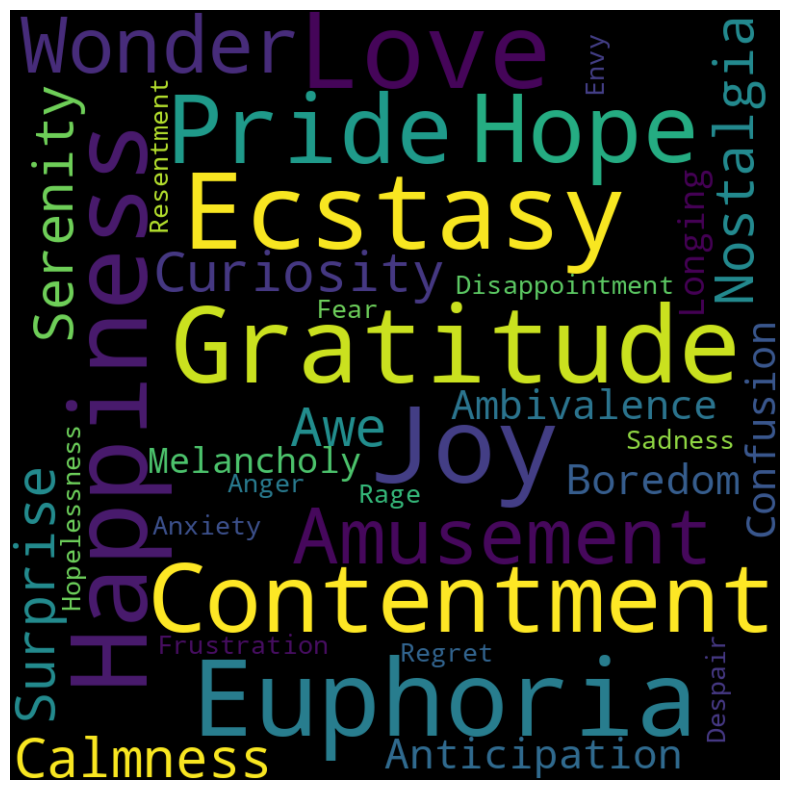 Wonder
Love
Envy
Nostalgia
Serenity
Resentment
Pride
Hope
Happiness
Ecstasy
Longing
Curiosity
Disappointment
Fear
Gratitude
Confusion
Ambivalence
Awe
Joy
Sadness
Melancholy
Boredom
Hopelessness
Anger
Rage
Surprise
Anxiety
Amusement
Contentment
Frustration
Regret
Despair
Euphoria
Calmness
Anticipation